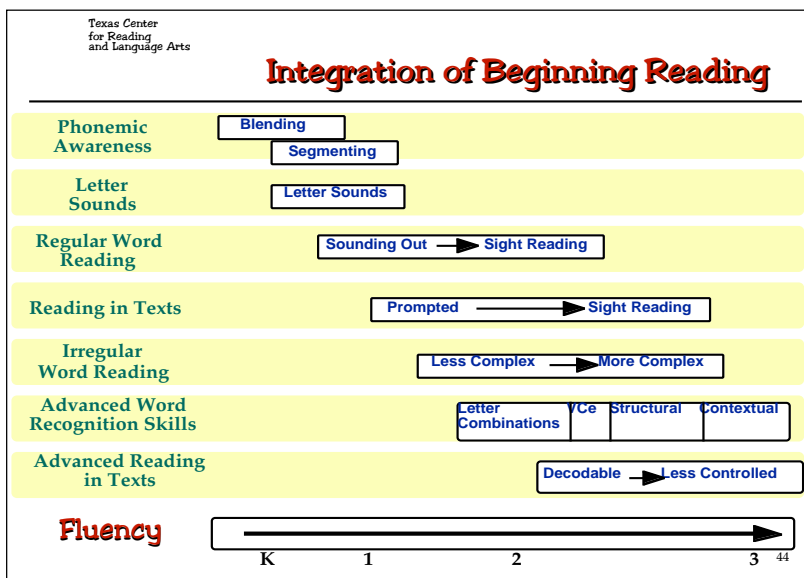 Texas Center
for Reading
and Language Arts
Integration of Beginning Reading
Phonemic
Awareness
Blending
Segmenting
Letter
Sounds
Letter Sounds
Regular Word
Reading
Sounding Out Sight Reading
Reading in Texts
Prompted Sight Reading
Irregular
Word Reading
Less Complex More Complex
Advanced Word
Recognition Skills
Letter
Combinations
VCe
Structural
Contextual
Advanced Reading
in Texts
Decodable Less Controlled
Fluency
K 1 2 3 44